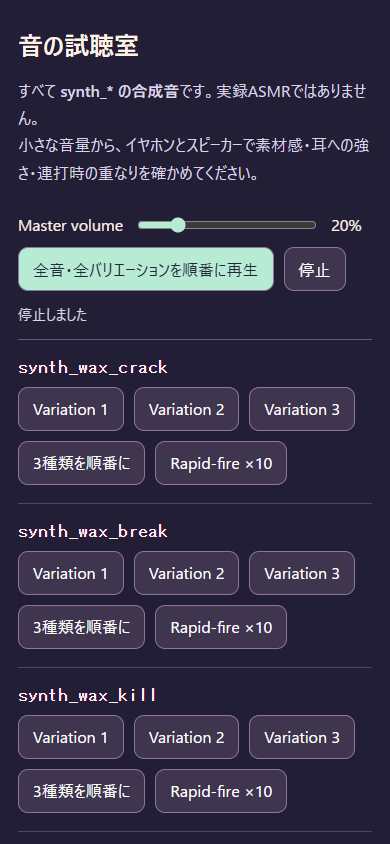 音の試聴室
すべて synth_* の合成音です。実録ASMRではありませ
ん。
小さな音量から、イヤホンとスピーカーで素材感・耳への強
さ・連打時の重なりを確かめてください。
Master volume 20%
全音・全バリエーションを順番に再生 停止
停止しました
synth_wax_crack
Variation 1 Variation 2 Variation 3
3種類を順番に Rapid-fire ×10
synth_wax_break
Variation 1 Variation 2 Variation 3
3種類を順番に Rapid-fire ×10
synth_wax_kill
Variation 1 Variation 2 Variation 3
3種類を順番に Rapid-fire ×10